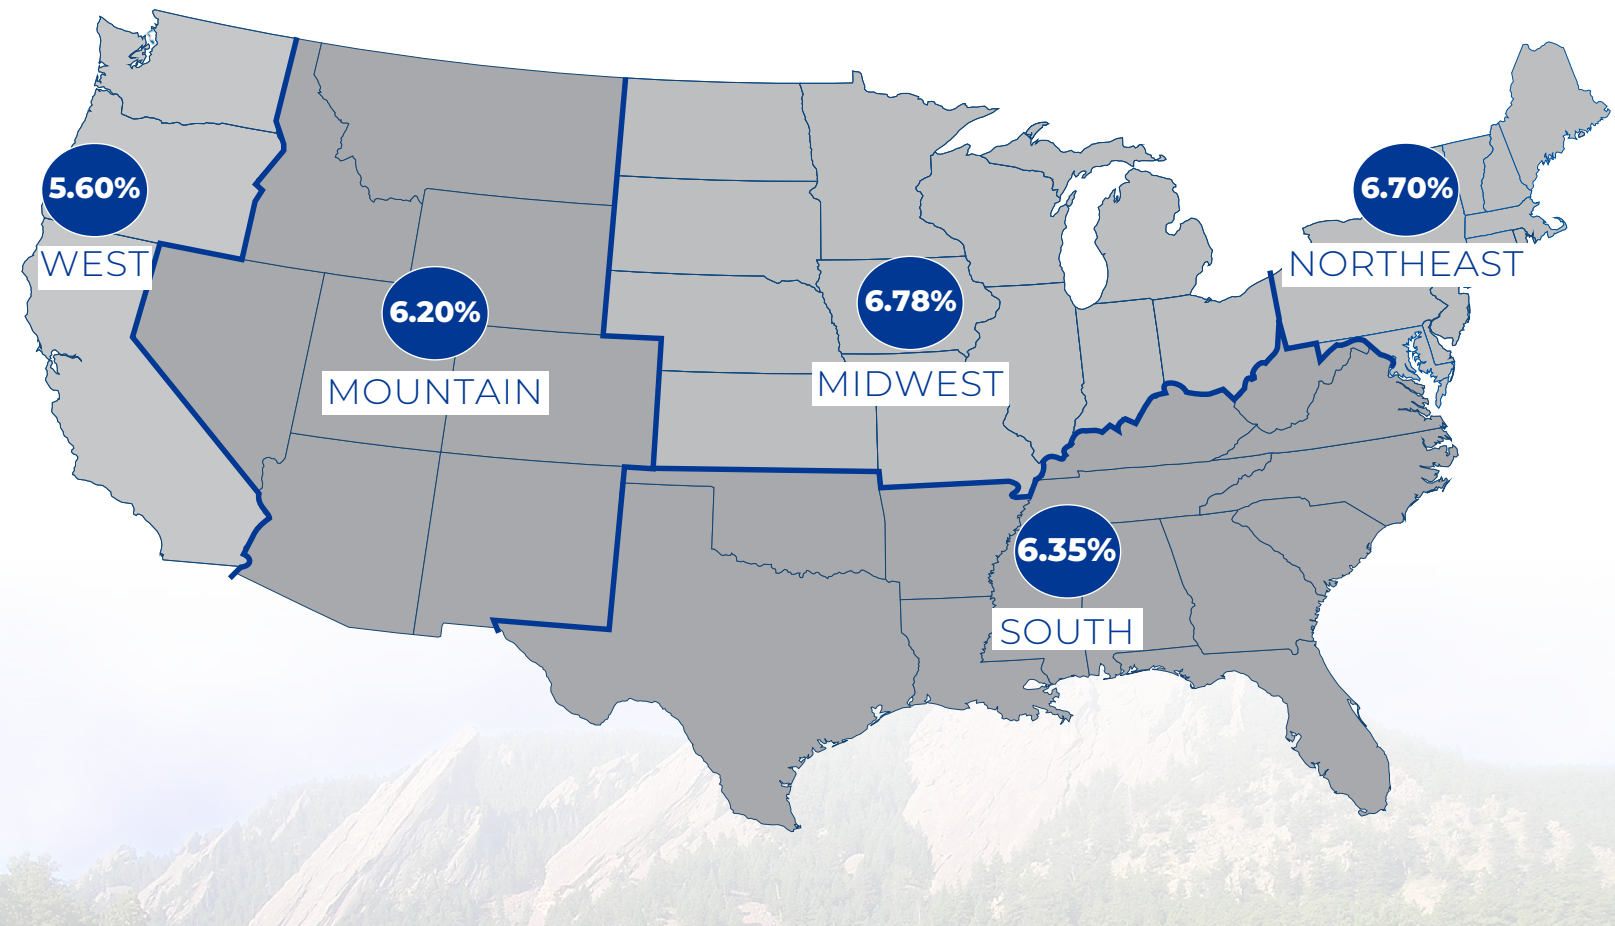 5.60%
WEST
6.20%
MOUNTAIN
6.78%
MIDWEST
6.70%
NORTHEAST
6.35%
SOUTH